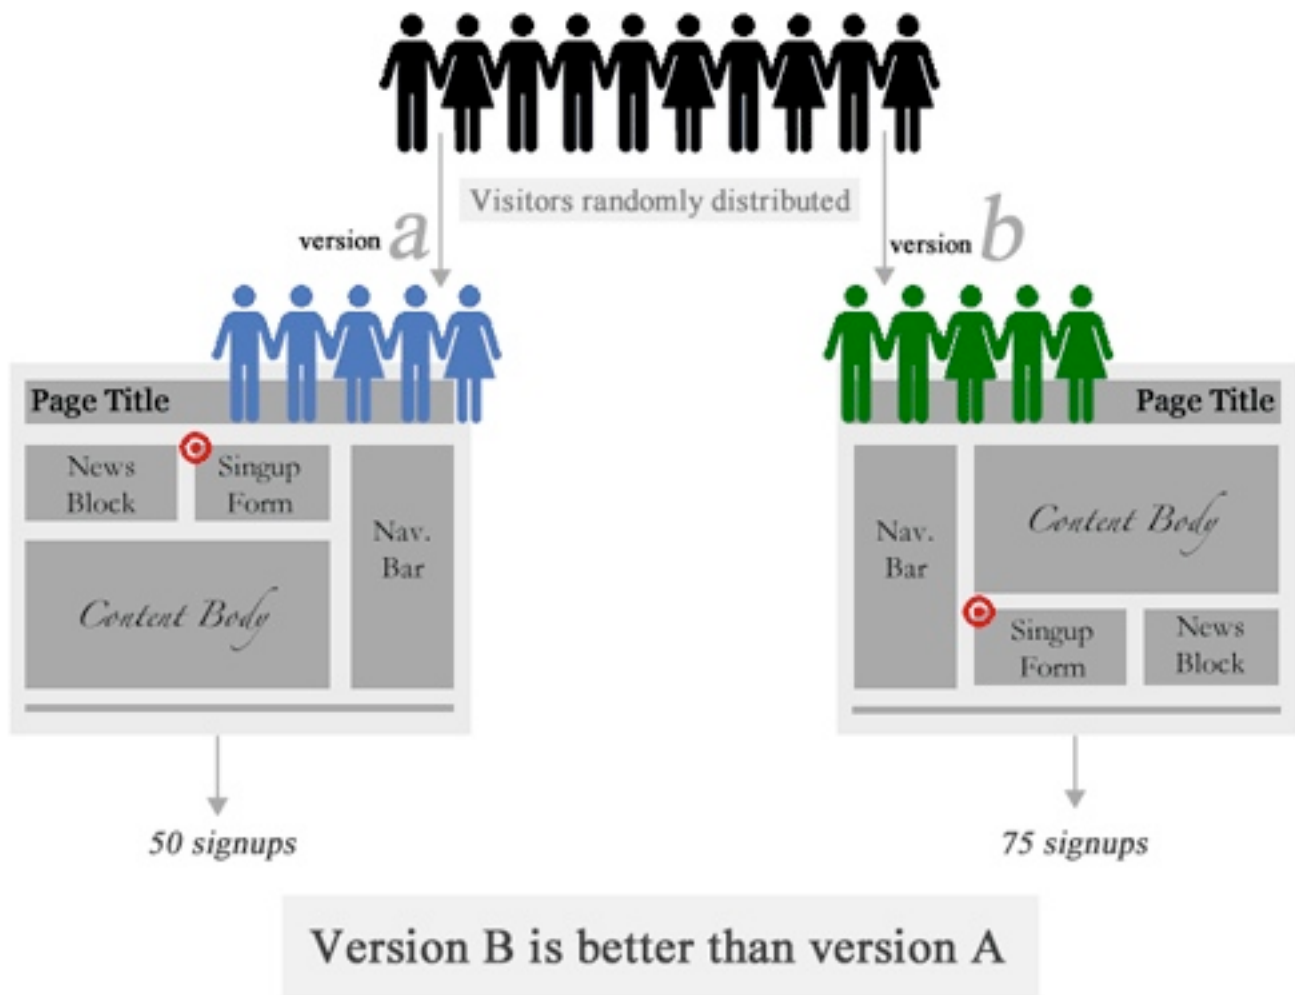 Visitors randomly distributed
version a
version b
Page Title
News
Block
Singup
Form
Nav.
Bar
Content Body
Page Title
Nav.
Bar
Content Body
Singup
Form
News
Block
50 signups
75 signups
Version B is better than version A